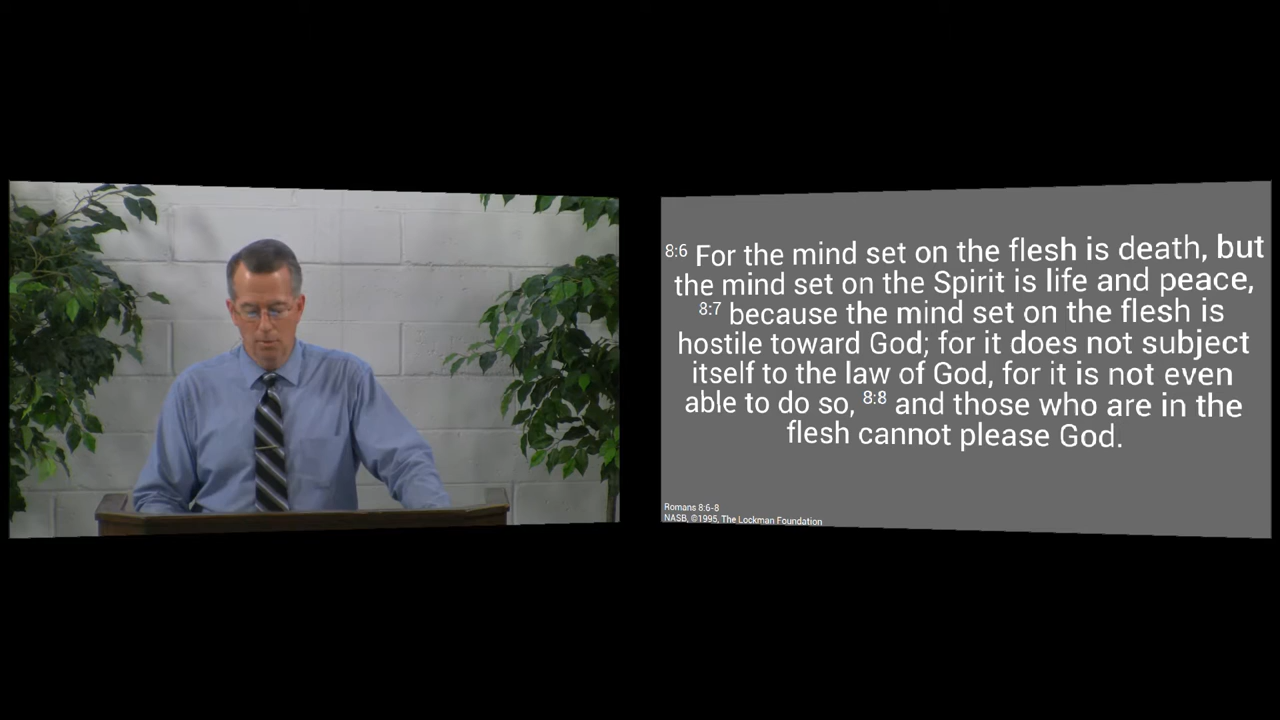 8:6 For the mind set on the flesh is death, but
the mind set on the Spirit is life and peace,
8:7 because the mind set on the flesh is
hostile toward God; for it does not subject
itself to the law of God, for it is not even
able to do so, 8:8 and those who are in the
flesh cannot please God.
Romans 8:6-8
NASB, ©1995, The Lockman Foundation